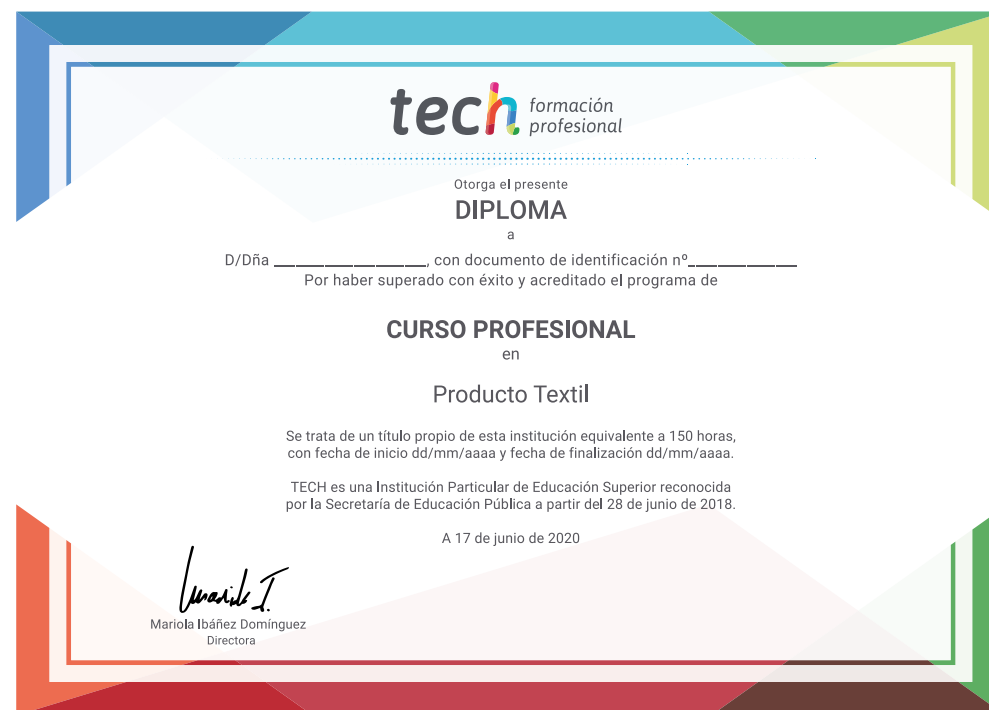 tech formación
profesional
Otorga el presente
DIPLOMA
a
D/Dña ____________________, con documento de identificación nº______________
Por haber superado con éxito y acreditado el programa de
CURSO PROFESIONAL
en
Producto Textil
Se trata de un título propio de esta institución equivalente a 150 horas,
con fecha de inicio dd/mm/aaaa y fecha de finalización dd/mm/aaaa.
TECH es una Institución Particular de Educación Superior reconocida
por la Secretaría de Educación Pública a partir del 28 de junio de 2018.
A 17 de junio de 2020
Mariola Ibáñez Domínguez
Directora